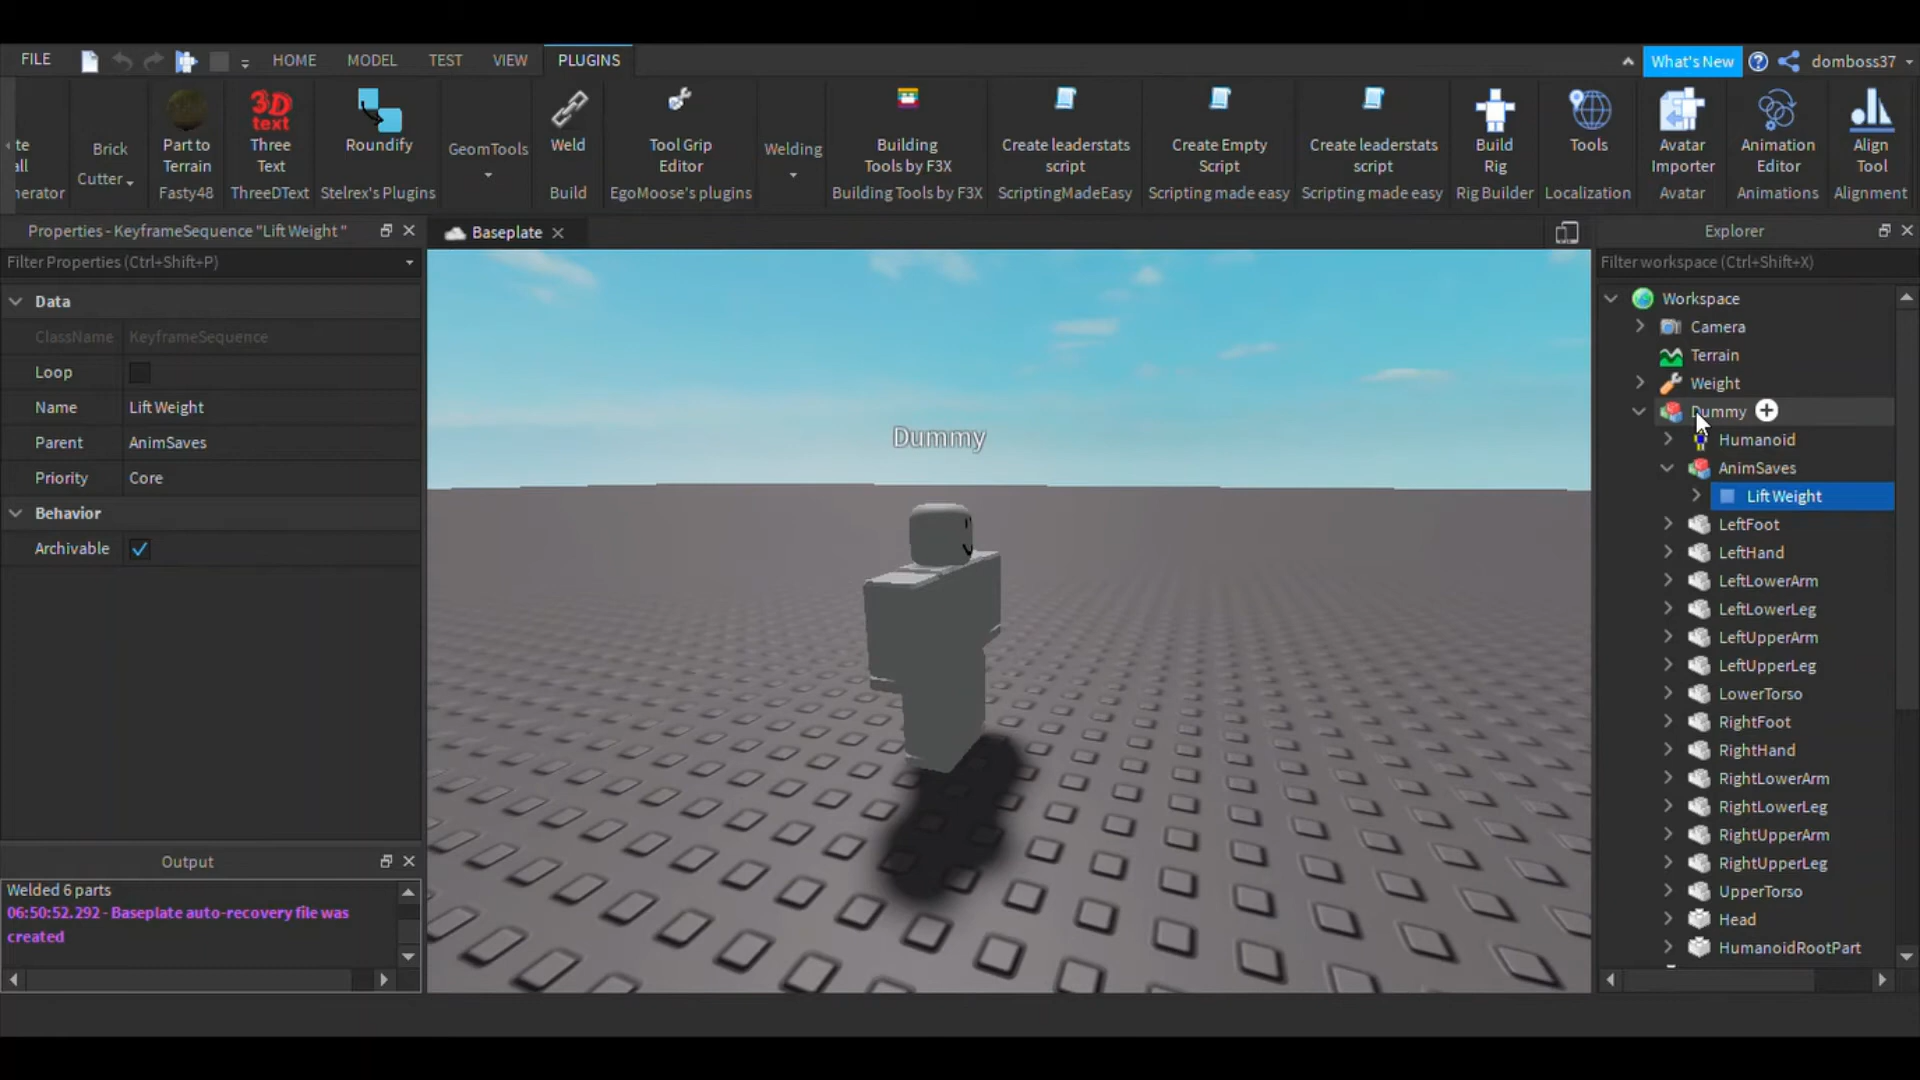 FILE
HOME
MODEL
TEST
VIEW
PLUGINS
What's New
domboss37
te
all
nerator
Brick
Cutter
Part to
Terrain
Fasty48
3D
text
Three
Text
ThreeDText
Roundify
Stelrex's Plugins
GeomTools
Weld
Build
Tool Grip
Editor
EgoMoose's plugins
Welding
Building
Tools by F3X
Building Tools by F3X
Create leaderstats
script
ScriptingMadeEasy
Create Empty
Script
Scripting made easy
Create leaderstats
script
Scripting made easy
Build
Rig
Rig Builder
Tools
Localization
Avatar
Importer
Avatar
Animation
Editor
Animations
Align
Tool
Alignment
Properties - KeyframeSequence "Lift Weight "
Filter Properties (Ctrl+Shift+P)
Data
ClassName KeyframeSequence
Loop
Name Lift Weight
Parent AnimSaves
Priority Core
Behavior
Archivable
Output
Welded 6 parts
06:50:52.292 - Baseplate auto-recovery file was
created
Baseplate
Dummy
Explorer
Filter workspace (Ctrl+Shift+X)
Workspace
Camera
Terrain
Weight
Dummy
Humanoid
AnimSaves
Lift Weight
LeftFoot
LeftHand
LeftLowerArm
LeftLowerLeg
LeftUpperArm
LeftUpperLeg
LowerTorso
RightFoot
RightHand
RightLowerArm
RightLowerLeg
RightUpperArm
RightUpperLeg
UpperTorso
Head
HumanoidRootPart